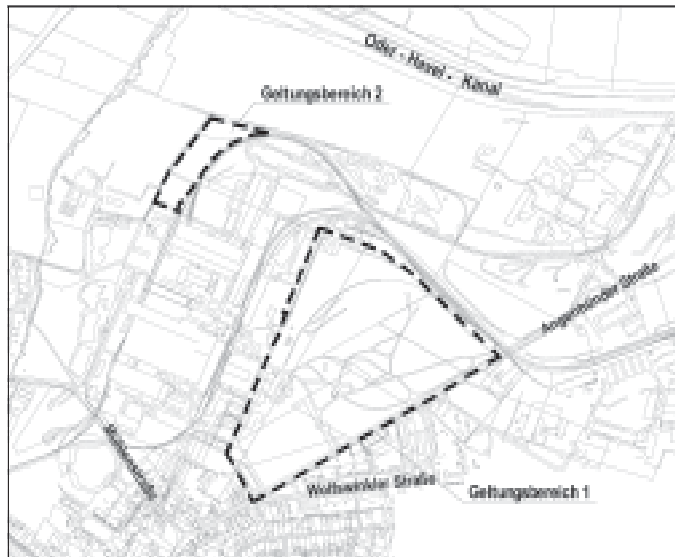 Oder - Havel - Kanal
Geltungsbereich 2
Angermünder Straße
Wolfswinkler Straße
Geltungsbereich 1